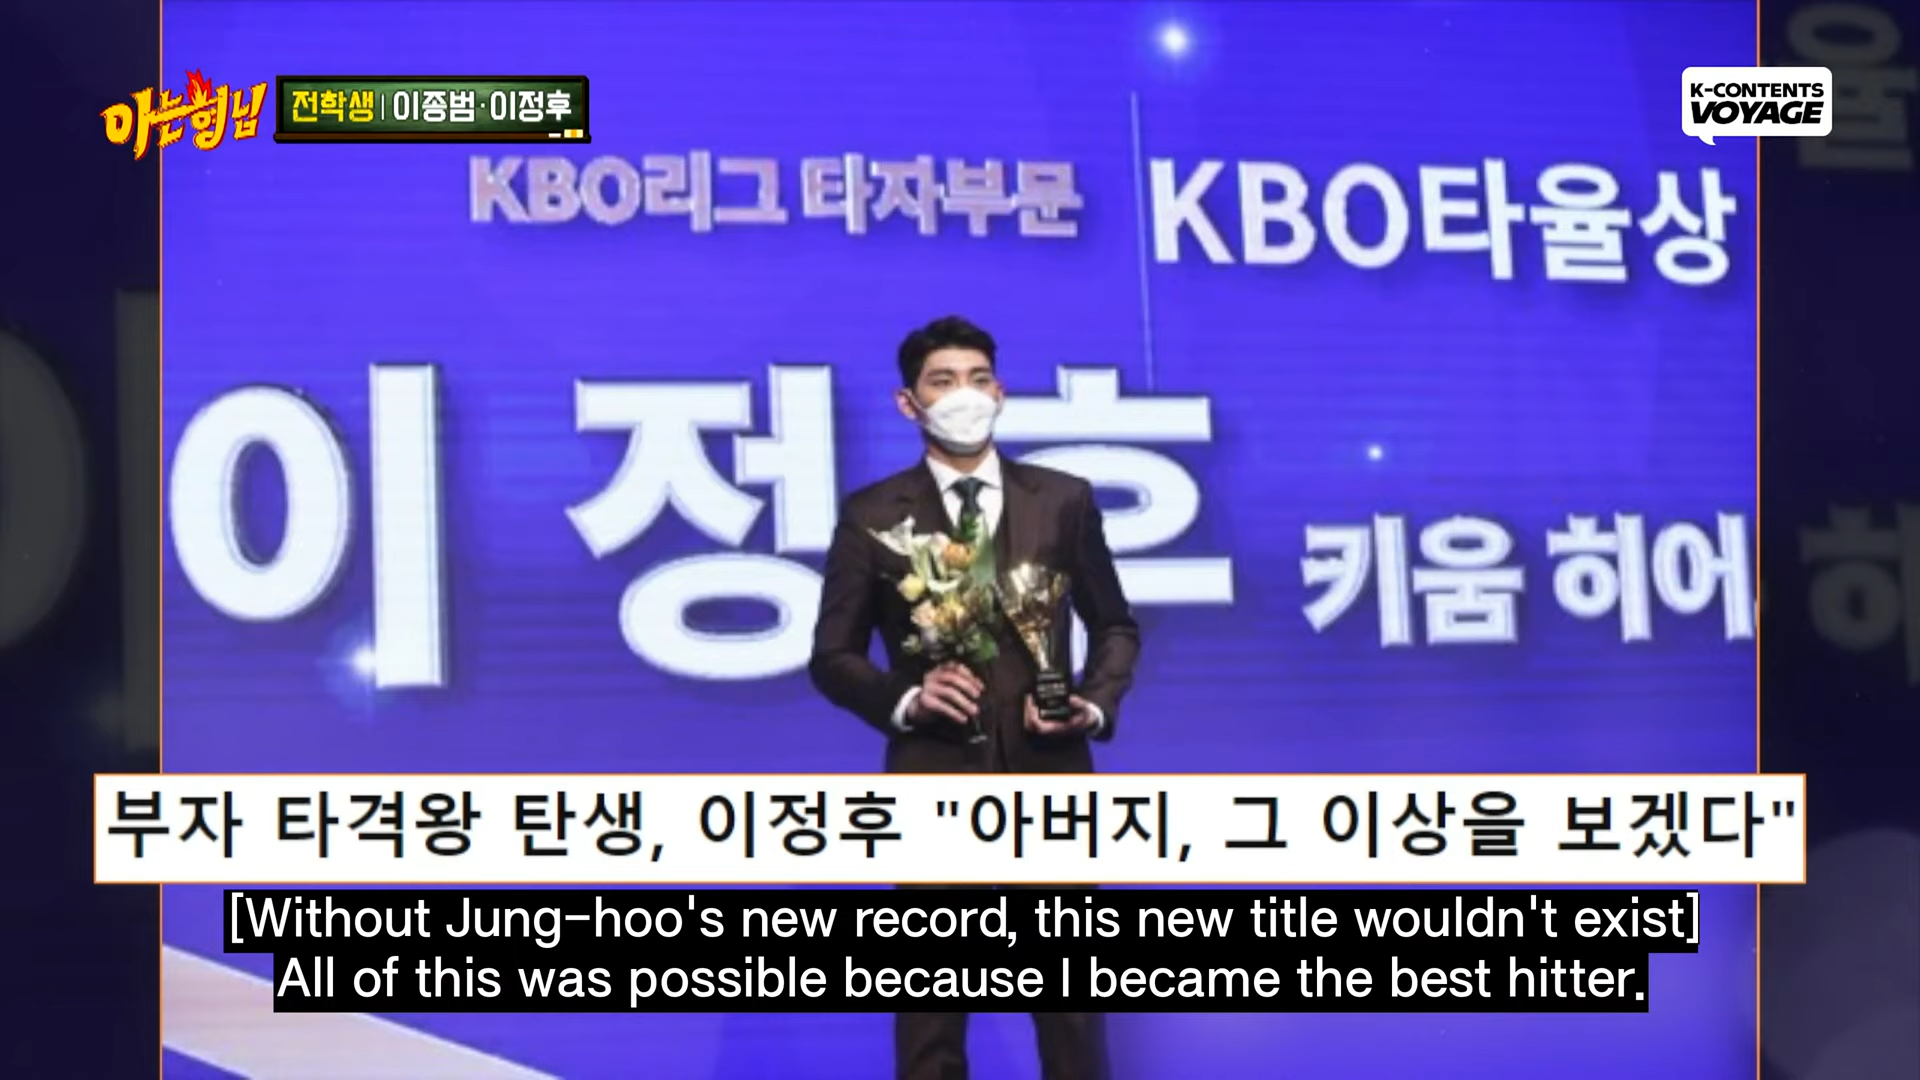 아는형님
전학생 | 이종범·이정후
K-CONTENTS
VOYAGE
KBO리그 타자부문
KBO타율상
이정후
키움 히어
부자 타격왕 탄생, 이정후 "아버지, 그 이상을 보겠다"
[Without Jung-hoo's new record, this new title wouldn't exist]
All of this was possible because I became the best hitter.